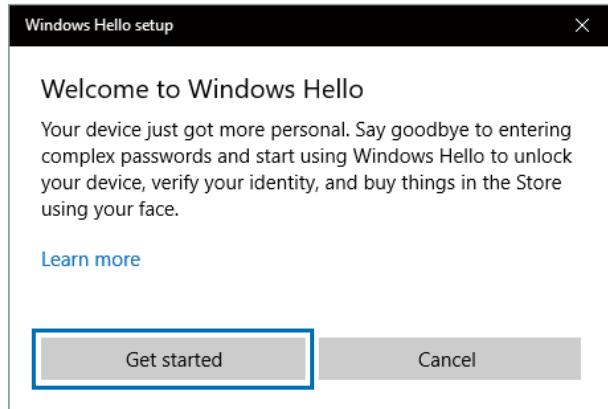 Windows Hello setup
Welcome to Windows Hello
Your device just got more personal. Say goodbye to entering
complex passwords and start using Windows Hello to unlock
your device, verify your identity, and buy things in the Store
using your face.
Learn more
Get started
Cancel